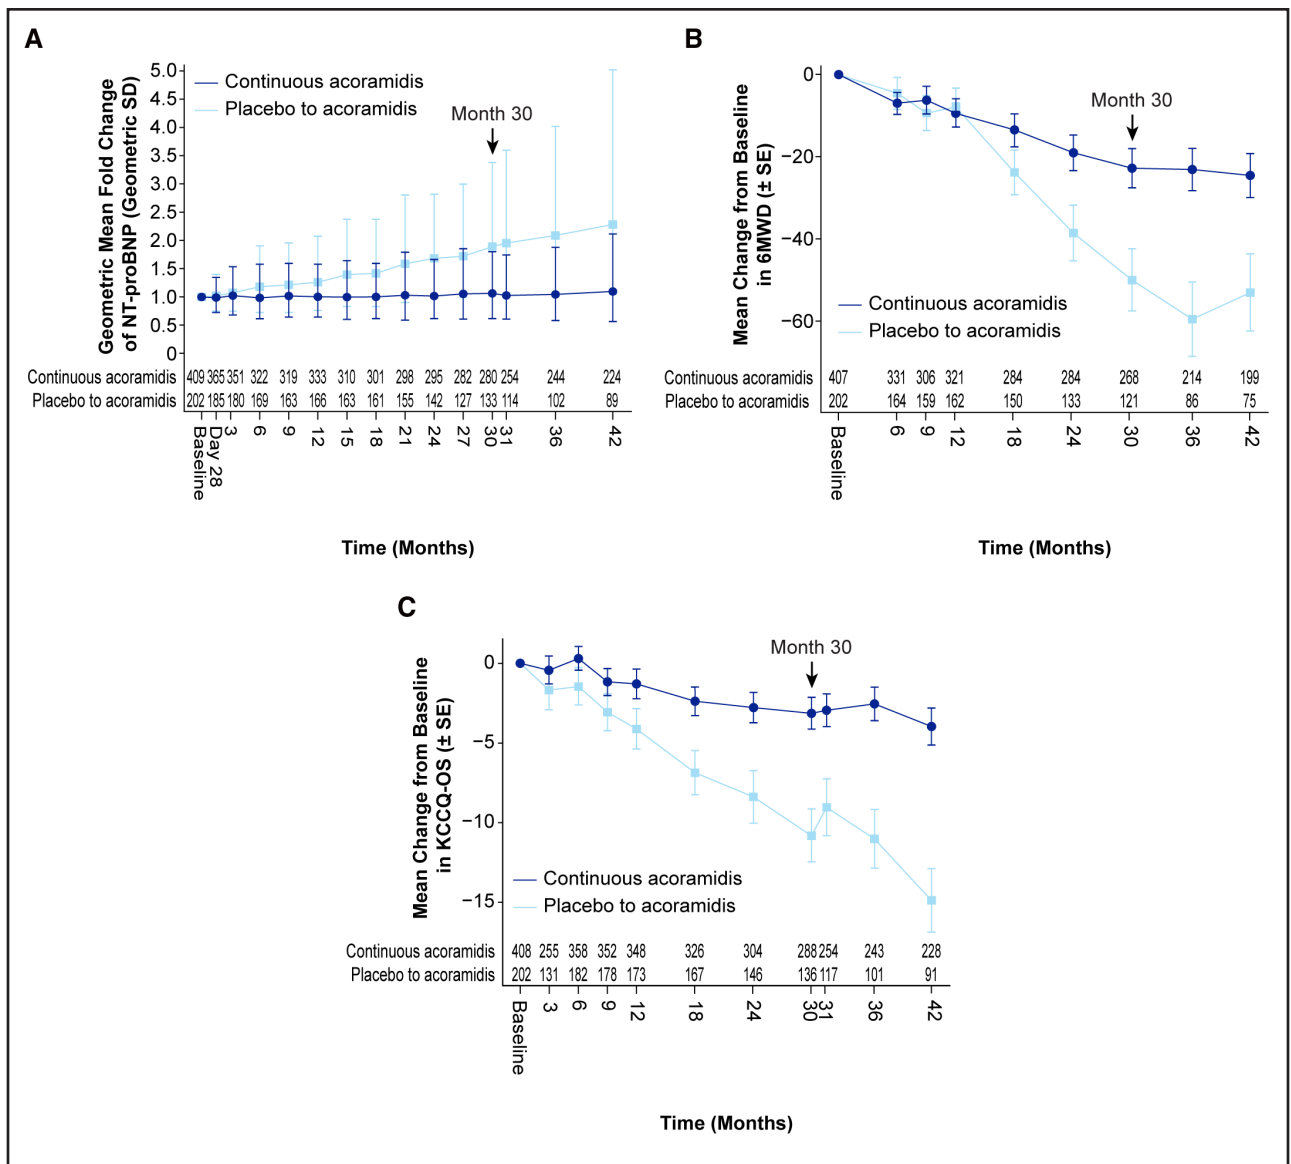 A
Geometric Mean Fold Change
of NT-proBNP (Geometric SD)
5.0
4.5
4.0
3.5
3.0
2.5
2.0
1.5
1.0
0.5
0
Continuous acoramidis
Placebo to acoramidis
Month 30
Continuous acoramidis 409 365 351 322 319 333 310 301 298 295 282 280 254 244 224
Placebo to acoramidis 202 185 180 169 163 166 163 161 155 142 127 133 114 102 89
Baseline Day 28 3 6 9 12 15 18 21 24 27 30 31 36 42
Time (Months)
B
Mean Change from Baseline
in 6MWD (± SE)
0
−20
−40
−60
Month 30
Continuous acoramidis
Placebo to acoramidis
Continuous acoramidis 407 331 306 321 284 284 268 214 199
Placebo to acoramidis 202 164 159 162 150 133 121 86 75
Baseline 6 9 12 18 24 30 36 42
Time (Months)
C
Mean Change from Baseline
in KCCQ-OS (± SE)
0
−5
−10
−15
Month 30
Continuous acoramidis
Placebo to acoramidis
Continuous acoramidis 408 255 358 352 348 326 304 288 254 243 228
Placebo to acoramidis 202 131 182 178 173 167 146 136 117 101 91
Baseline 3 6 9 12 18 24 30 31 36 42
Time (Months)